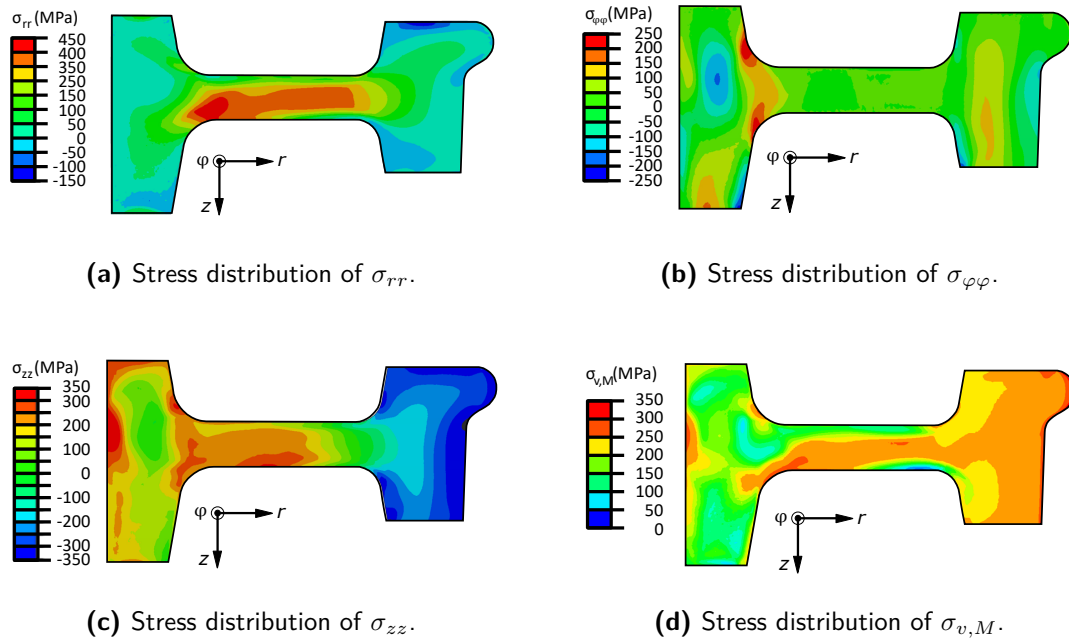 σrr(MPa)
450
350
250
150
100
50
0
-50
-100
-150
φ
r
z
(a) Stress distribution of σrr.
σφφ(MPa)
250
200
150
100
50
0
-50
-100
-150
-200
-250
φ
r
z
(b) Stress distribution of σφφ.
σzz(MPa)
350
300
200
100
0
-100
-200
-300
-350
φ
r
z
(c) Stress distribution of σzz.
σv,M(MPa)
350
300
250
200
150
100
50
0
φ
r
z
(d) Stress distribution of σv,M.